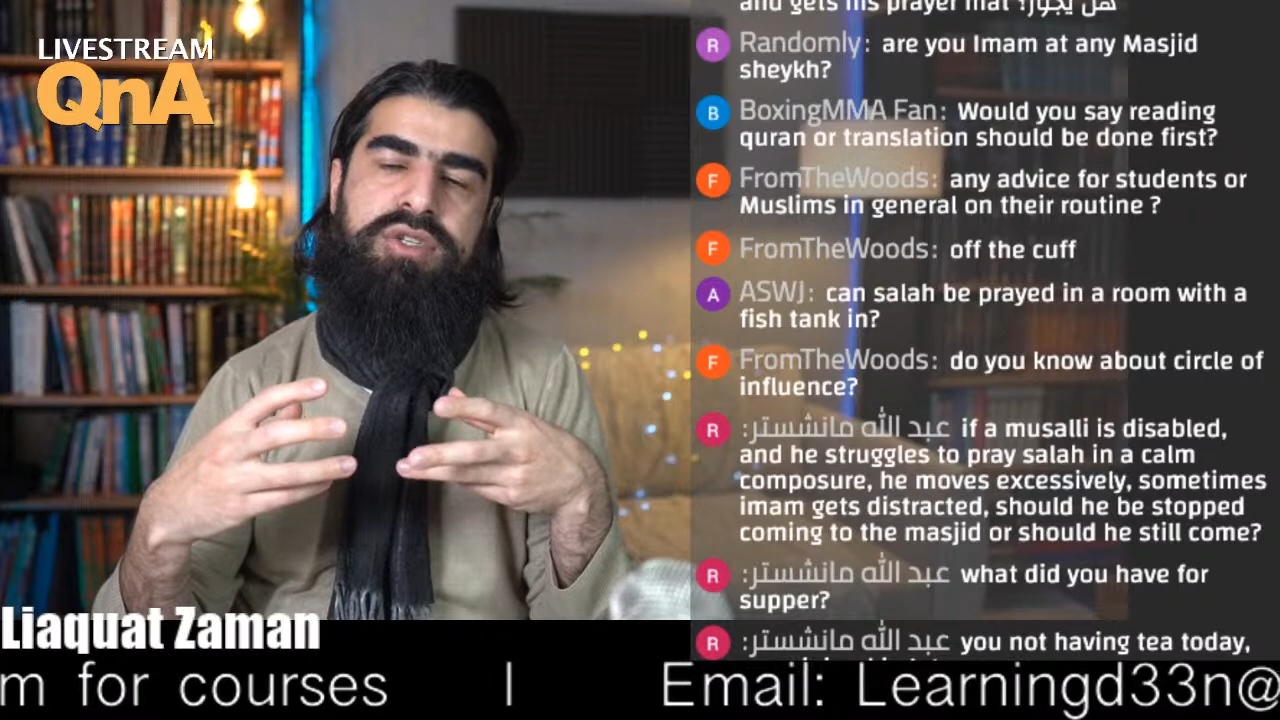 LIVESTREAM
QnA
and gets his prayer mat هل يجوز؟
Randomly: are you Imam at any Masjid
sheykh?
BoxingMMA Fan: Would you say reading
quran or translation should be done first?
FromTheWoods: any advice for students or
Muslims in general on their routine ?
FromTheWoods: off the cuff
ASWJ: can salah be prayed in a room with a
fish tank in?
FromTheWoods: do you know about circle of
influence?
عبد الله مانشستر: if a musalli is disabled,
and he struggles to pray salah in a calm
composure, he moves excessively, sometimes
imam gets distracted, should he be stopped
coming to the masjid or should he still come?
عبد الله مانشستر: what did you have for
supper?
عبد الله مانشستر: you not having tea today,
Liaquat Zaman
m for courses | Email: Learningd33n@